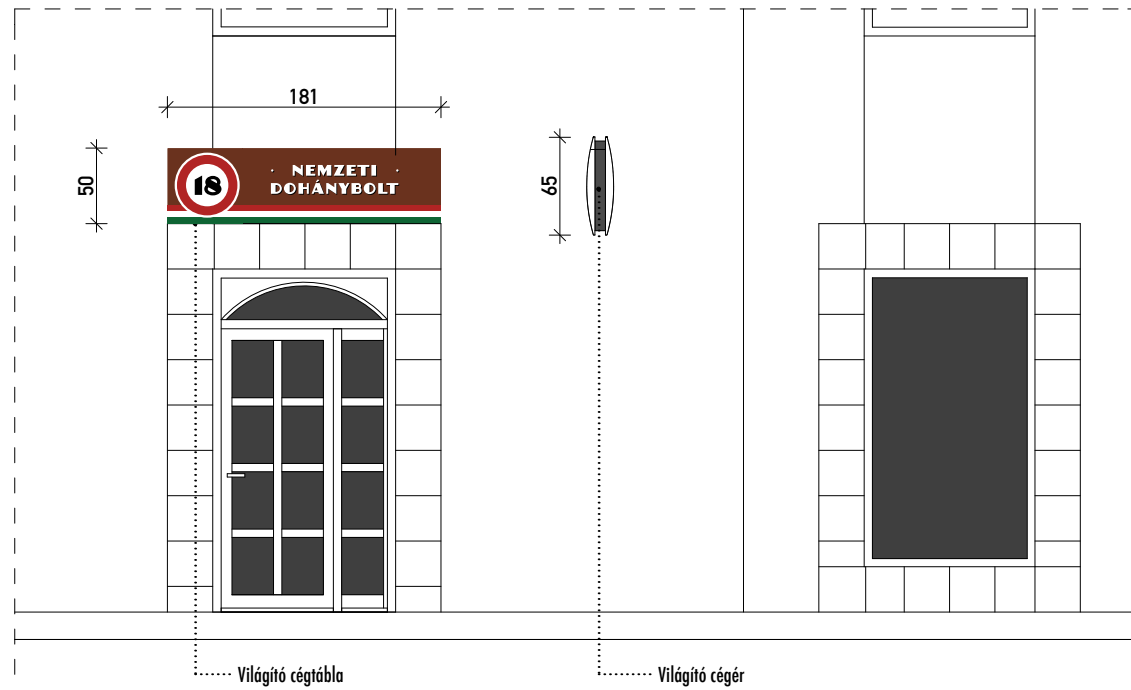 181
50
65
18
· NEMZETI ·
DOHÁNYBOLT
Világító cégtábla
Világító cégér